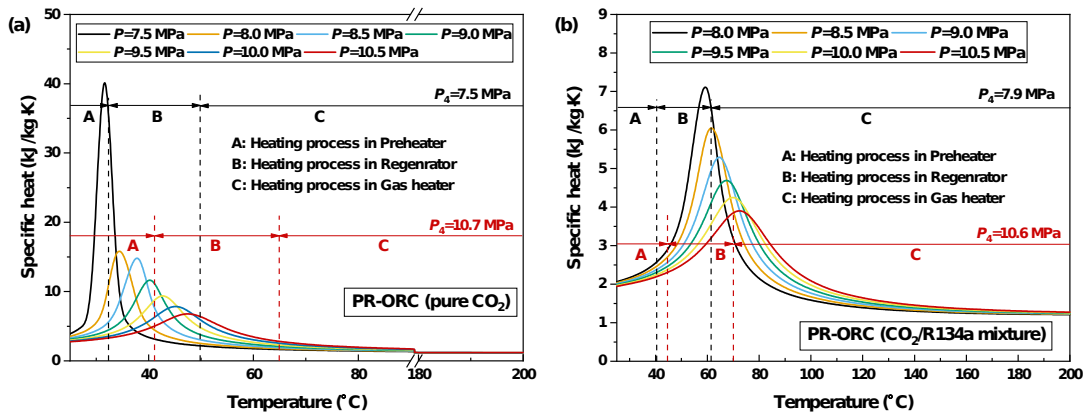 (a)
P=7.5 MPa P=8.0 MPa P=8.5 MPa P=9.0 MPa
P=9.5 MPa P=10.0 MPa P=10.5 MPa
P4=7.5 MPa
A B C
A: Heating process in Preheater
B: Heating process in Regenrator
C: Heating process in Gas heater
P4=10.7 MPa
A B C
PR-ORC (pure CO2)
50
40
30
20
10
0
40 60 80 180 200
Specific heat (kJ/kg·K)
Temperature (°C)
(b)
P=8.0 MPa P=8.5 MPa P=9.0 MPa
P=9.5 MPa P=10.0 MPa P=10.5 MPa
P4=7.9 MPa
A B C
A: Heating process in Preheater
B: Heating process in Regenrator
C: Heating process in Gas heater
P4=10.6 MPa
A B C
PR-ORC (CO2/R134a mixture)
9
8
7
6
5
4
3
2
1
0
40 60 80 100 120 140 160 180 200
Specific heat (kJ/kg·K)
Temperature (°C)